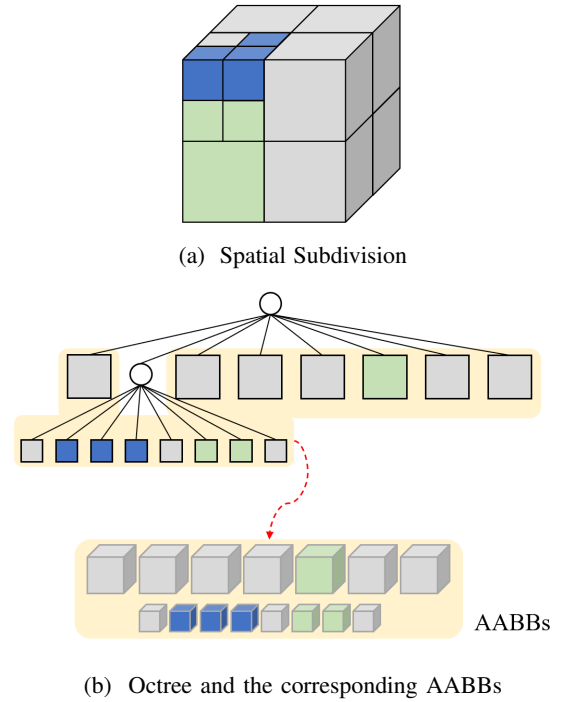 (a) Spatial Subdivision
AABBs
(b) Octree and the corresponding AABBs